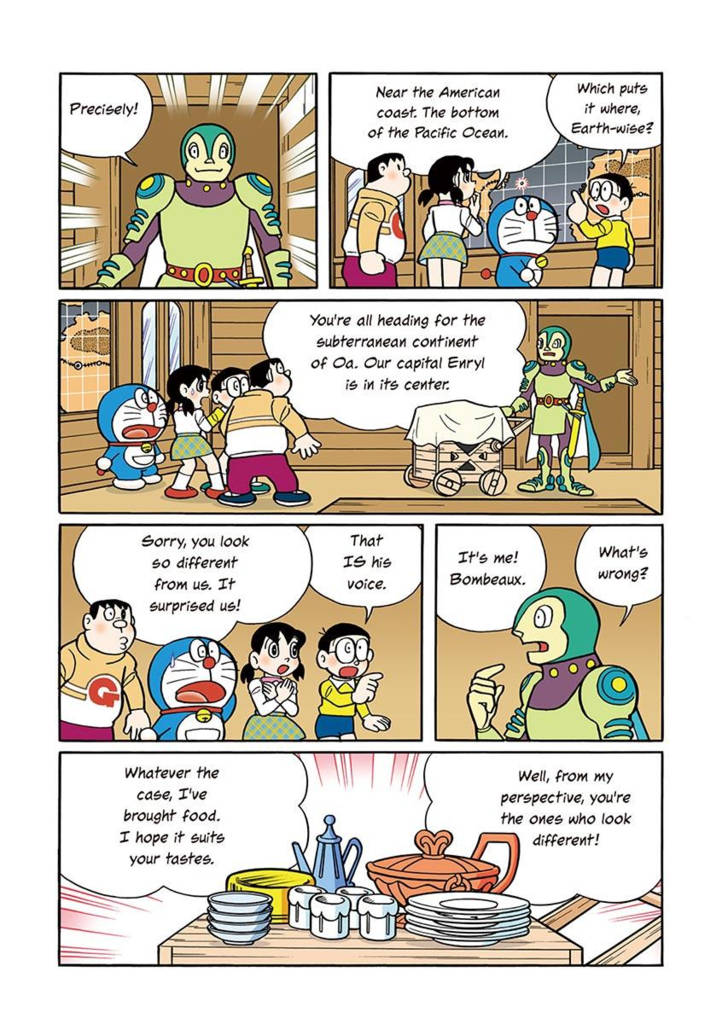 Which puts
it where,
Earth-wise?
Near the American
coast. The bottom
of the Pacific Ocean.
Precisely!
You're all heading for the
subterranean continent
of Oa. Our capital Enryl
is in its center.
What's
wrong?
It's me!
Bombeaux.
That
IS his
voice.
Sorry, you look
so different
from us. It
surprised us!
G
Well, from my
perspective, you're
the ones who look
different!
Whatever the
case, I've
brought food.
I hope it suits
your tastes.